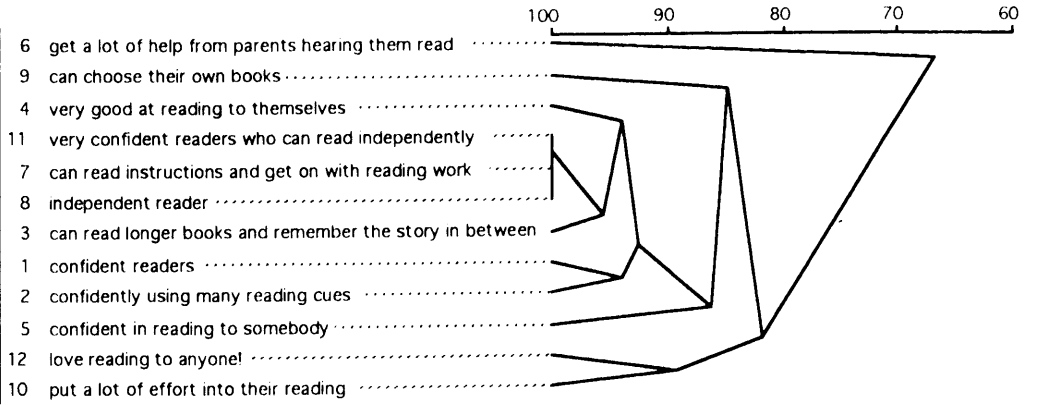 100 90 80 70 60
6 get a lot of help from parents hearing them read
9 can choose their own books
4 very good at reading to themselves
11 very confident readers who can read independently
7 can read instructions and get on with reading work
8 independent reader
3 can read longer books and remember the story in between
1 confident readers
2 confidently using many reading cues
5 confident in reading to somebody
12 love reading to anyone!
10 put a lot of effort into their reading